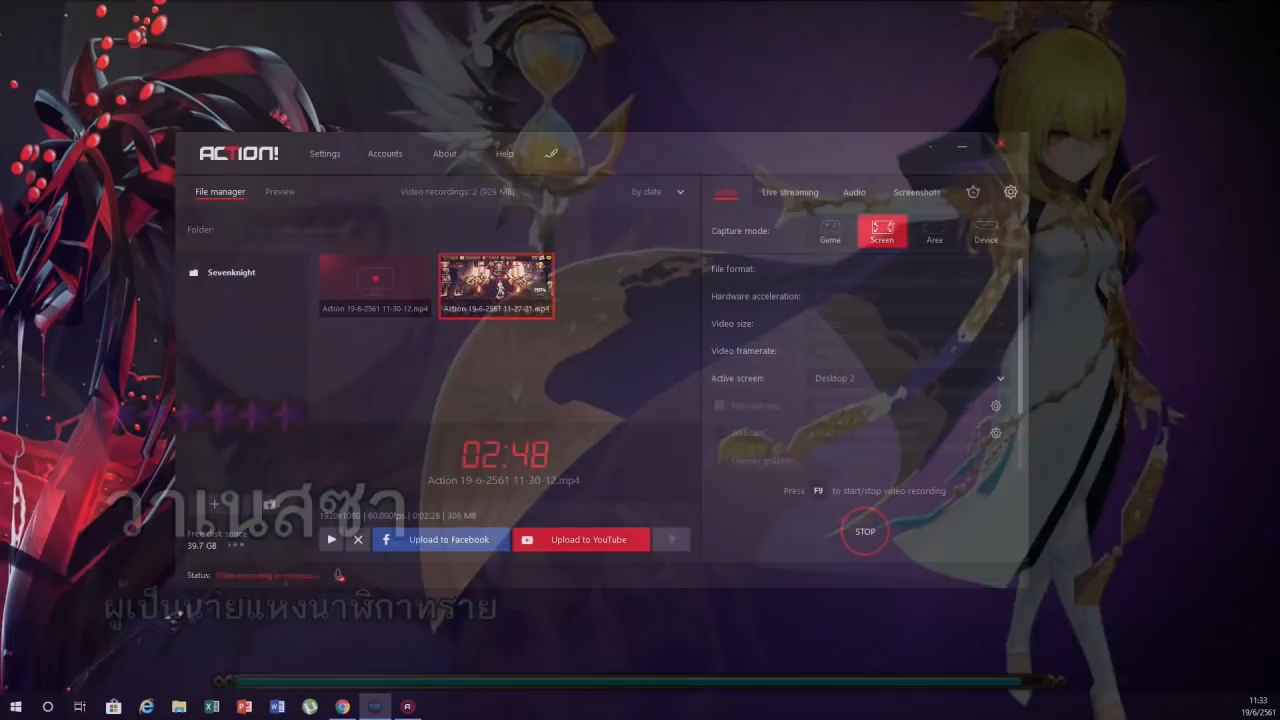 ACTION!
Settings
Accounts
About
Help
File manager
Preview
Video recordings: 2 (929 MB)
by date
Video
Live streaming
Audio
Screenshots
Folder:
Capture mode:
Game
Screen
Area
Device
Sevenknight
File format:
Action 19-6-2561 11-30-12.mp4
Action 19-6-2561 11-27-21.mp4
Hardware acceleration:
Video size:
Video framerate:
Active screen:
Desktop 2
Microphone:
Webcam:
02:48
Action 19-6-2561 11-30-12.mp4
Press F9 to start/stop video recording
วาเนสซา
1920x1080 | 60.000fps | 0:02:28 | 306 MB
Free disk space
39.7 GB
Upload to Facebook
Upload to YouTube
STOP
Status:
Video recording in progress...
ผู้เป็นนายแห่งนาฬิกาทราย
11:33
19/6/2561